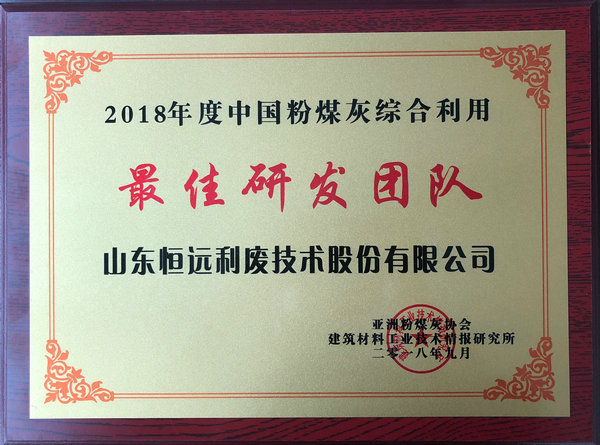 2018年度中国粉煤灰综合利用
最佳研发团队
山东恒远利废技术股份有限公司
亚洲粉煤灰协会
建筑材料工业技术情报研究所
二零一八年九月